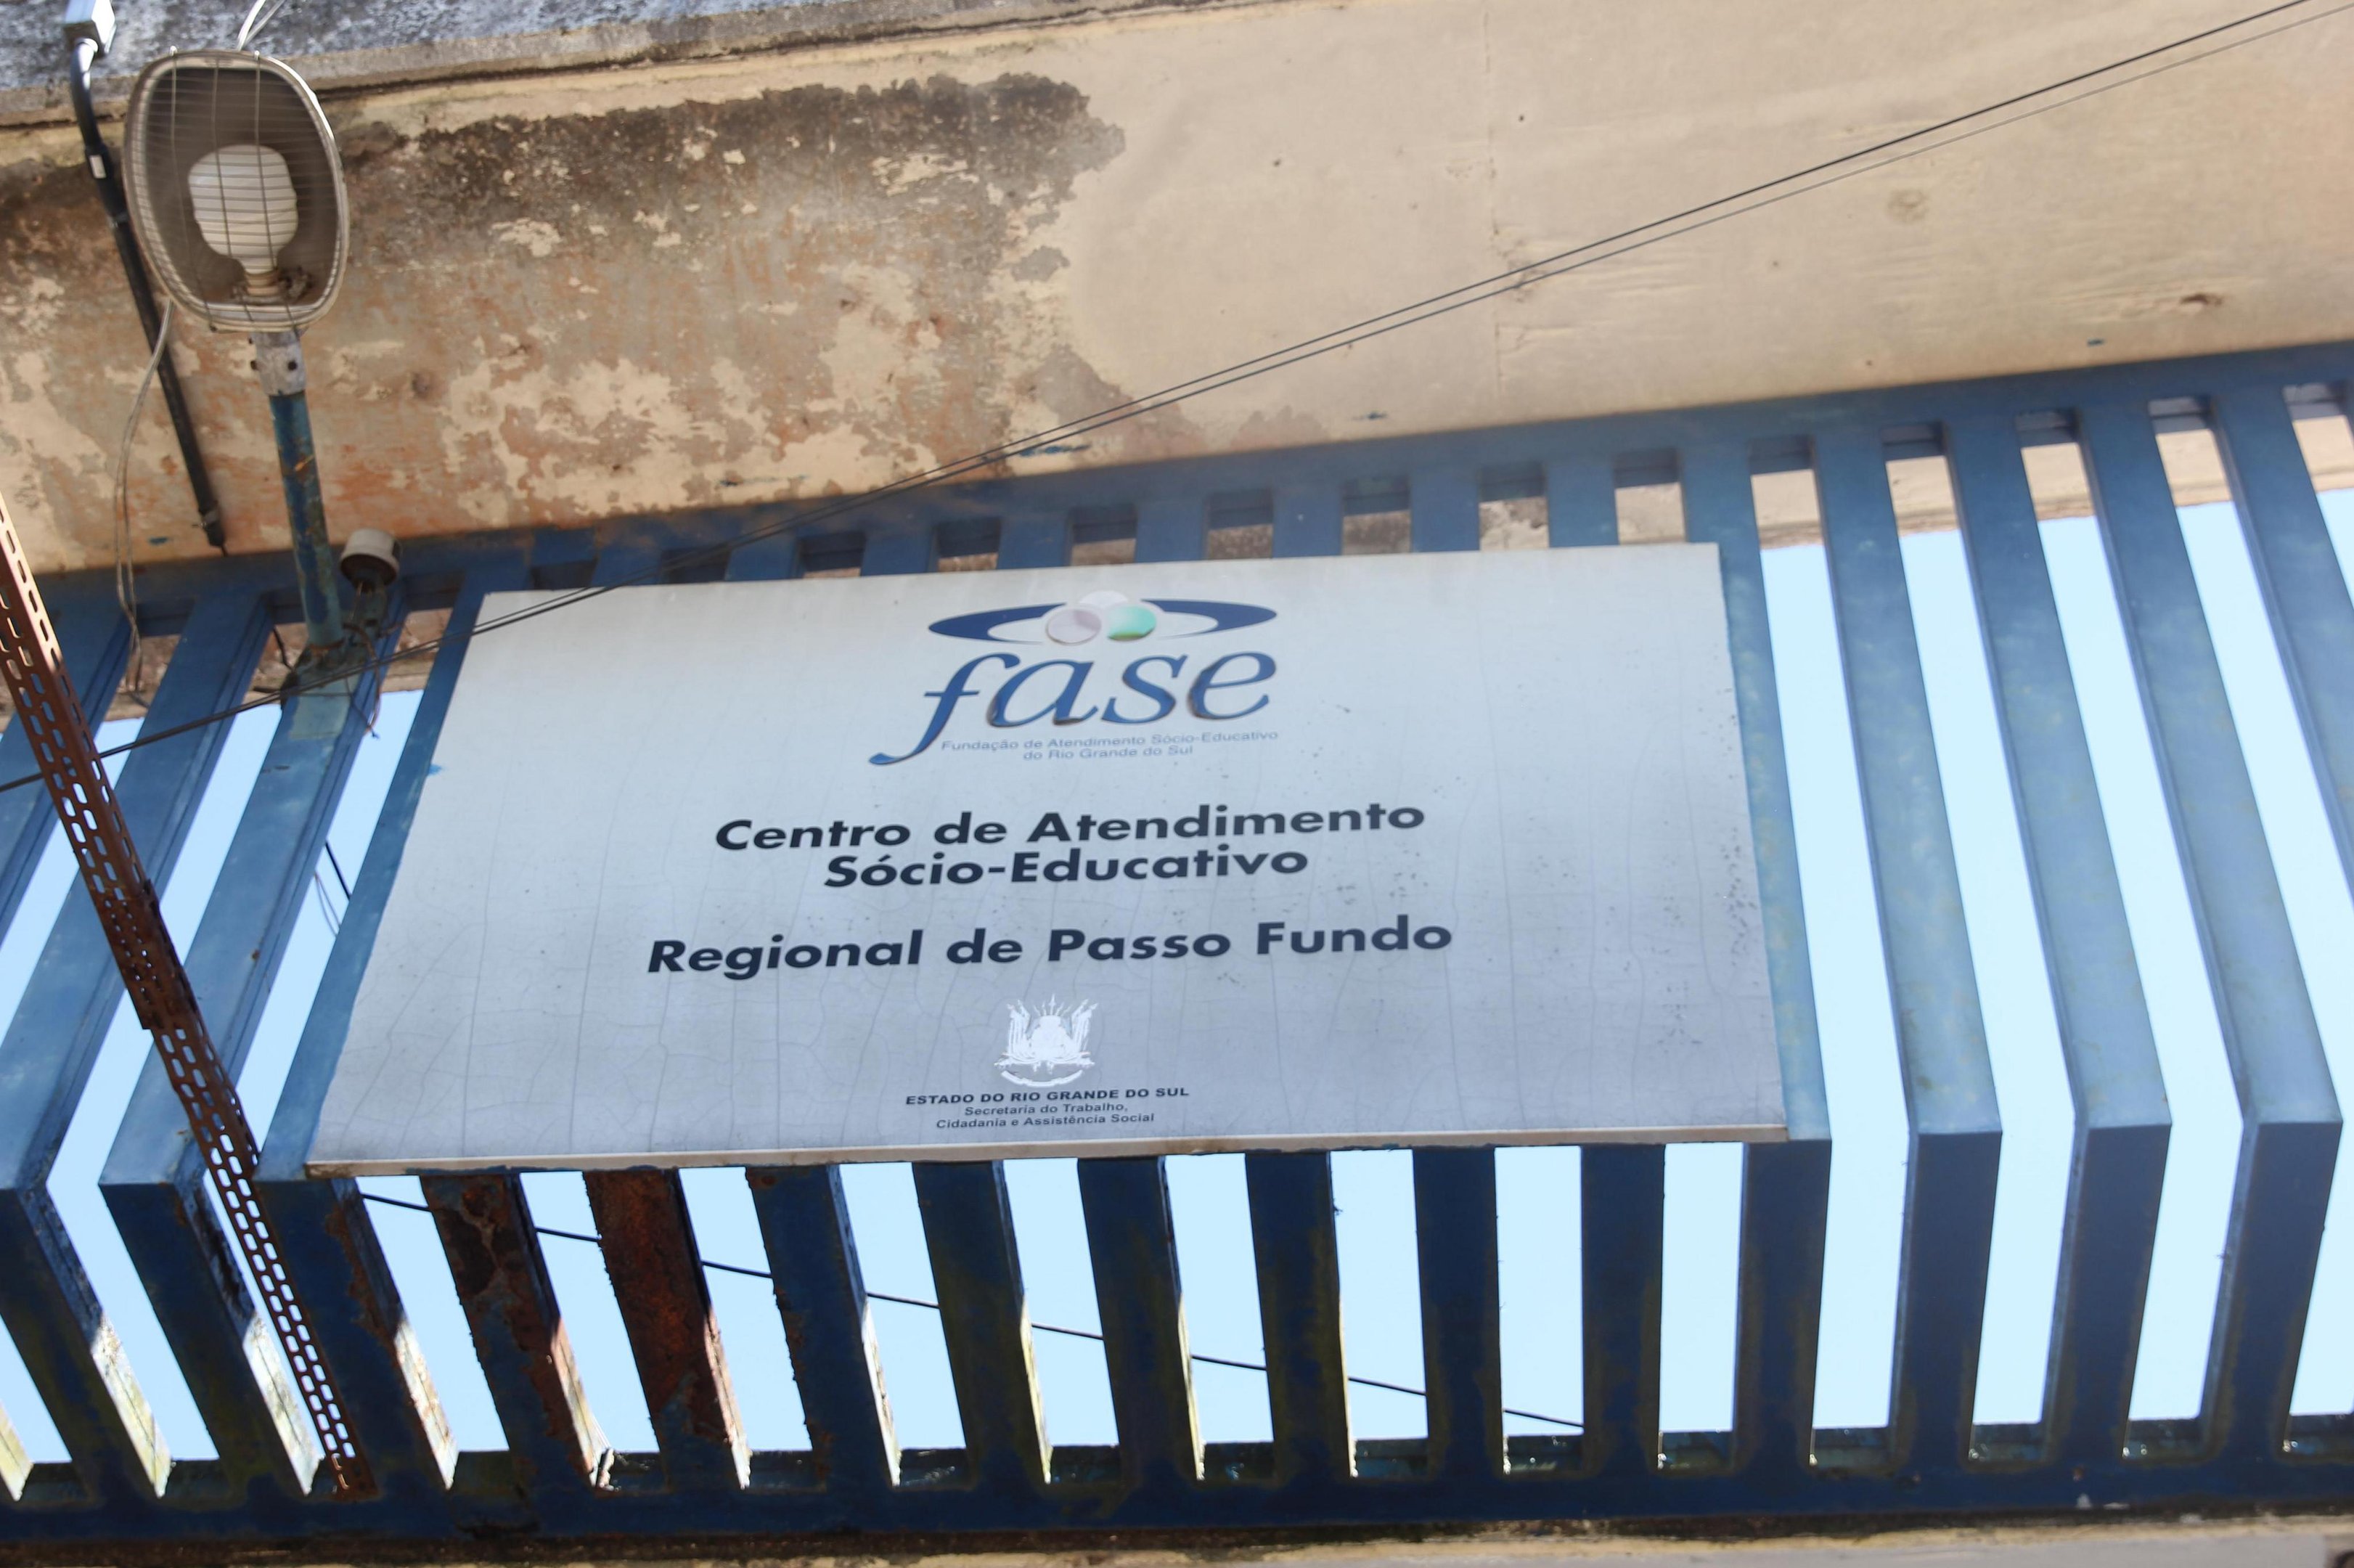 fase
Fundação de Atendimento Sócio-Educativo
do Rio Grande do Sul
Centro de Atendimento
Sócio-Educativo
Regional de Passo Fundo
ESTADO DO RIO GRANDE DO SUL
Secretaria do Trabalho,
Cidadania e Assistência Social